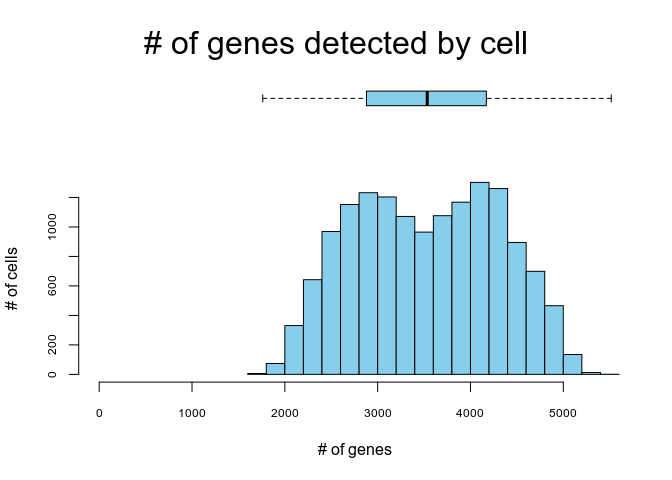 # of genes detected by cell
# of cells
1000
600
200
0
0 1000 2000 3000 4000 5000
# of genes